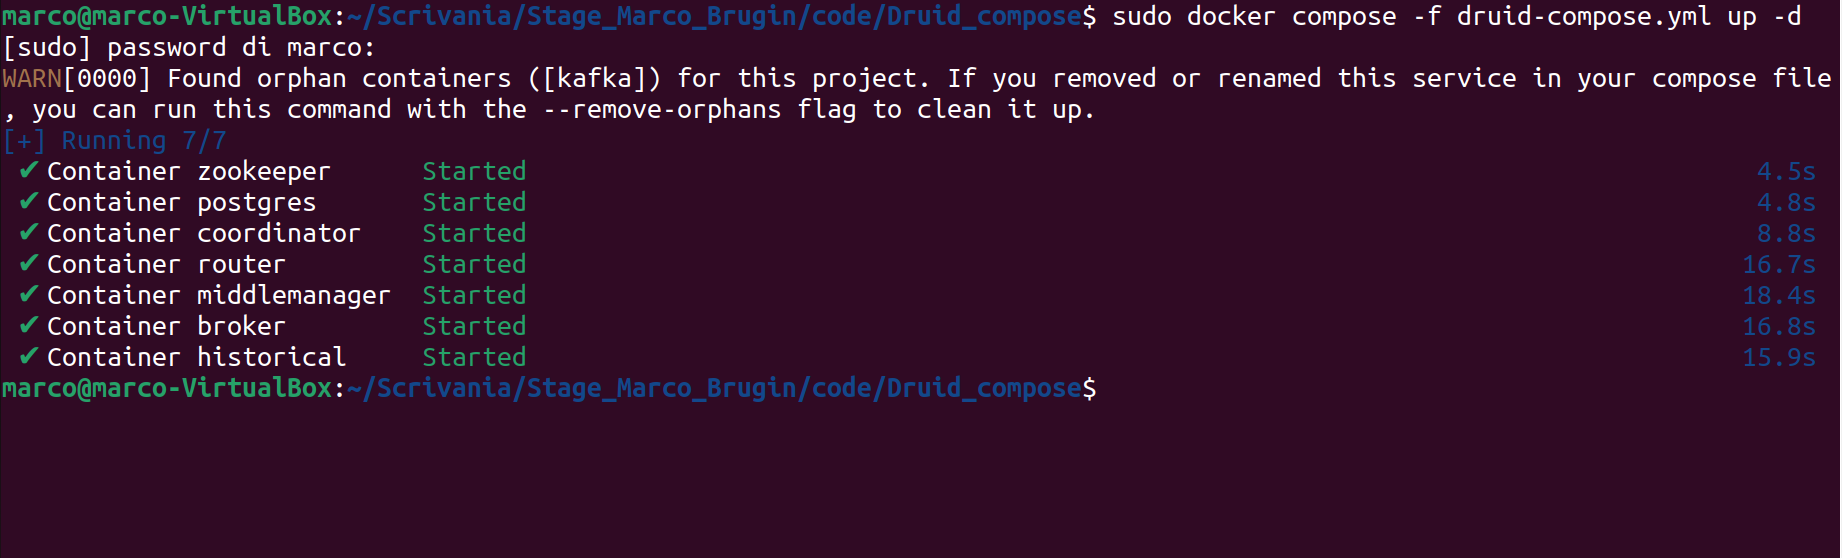 marco@marco-VirtualBox:~/Scrivania/Stage_Marco_Brugin/code/Druid_compose$ sudo docker compose -f druid-compose.yml up -d
[sudo] password di marco:
WARN[0000] Found orphan containers ([kafka]) for this project. If you removed or renamed this service in your compose file
, you can run this command with the --remove-orphans flag to clean it up.
[+] Running 7/7
✔ Container zookeeper Started 4.5s
✔ Container postgres Started 4.8s
✔ Container coordinator Started 8.8s
✔ Container router Started 16.7s
✔ Container middlemanager Started 18.4s
✔ Container broker Started 16.8s
✔ Container historical Started 15.9s
marco@marco-VirtualBox:~/Scrivania/Stage_Marco_Brugin/code/Druid_compose$